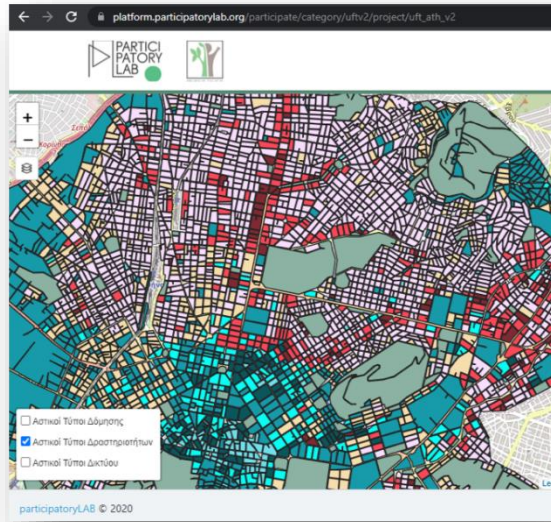 platform.participatorylab.org/participate/category/uftv2/project/uft_ath_v2
PARTICI
PATORY
LAB
+
−
Αστικοί Τύποι Δόμησης
Αστικοί Τύποι Δραστηριοτήτων
Αστικοί Τύποι Δικτύου
Le
participatoryLAB © 2020